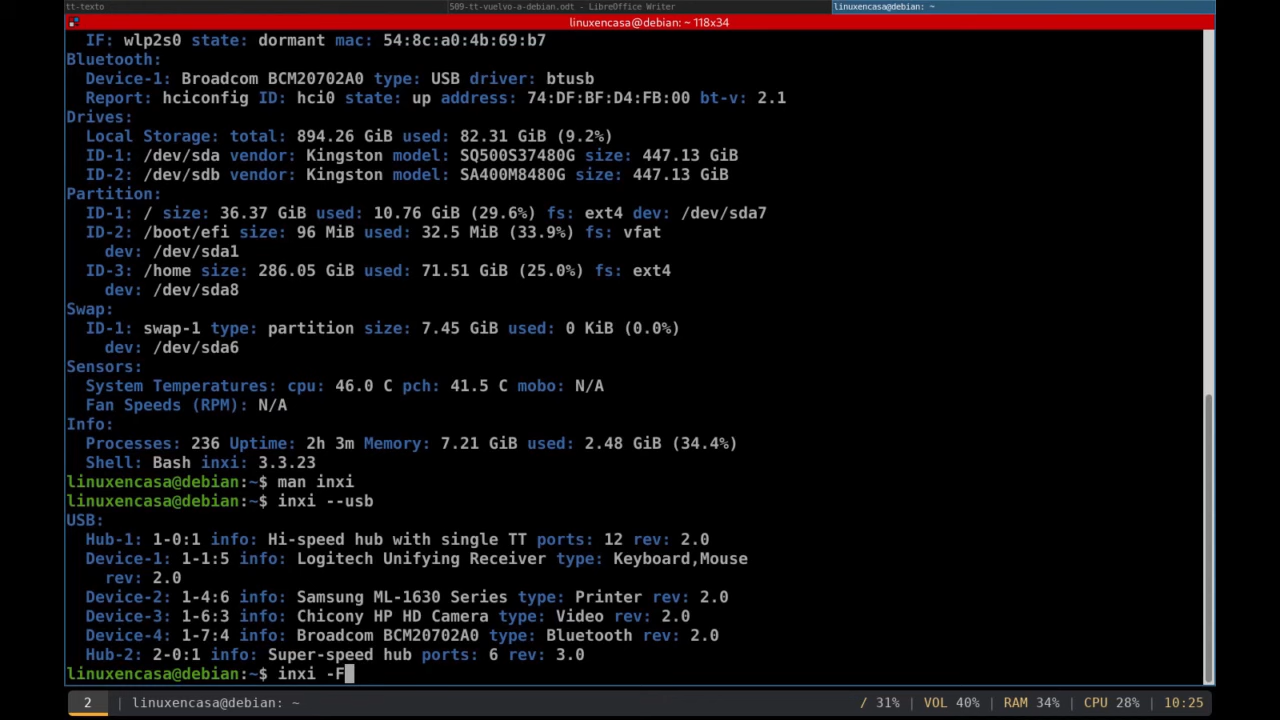 tt-texto 509-tt-vuelvo-a-debian.odt - LibreOffice Writer linuxencasa@debian: ~
linuxencasa@debian: ~ 118x34
IF: wlp2s0 state: dormant mac: 54:8c:a0:4b:69:b7
Bluetooth:
Device-1: Broadcom BCM20702A0 type: USB driver: btusb
Report: hciconfig ID: hci0 state: up address: 74:DF:BF:D4:FB:00 bt-v: 2.1
Drives:
Local Storage: total: 894.26 GiB used: 82.31 GiB (9.2%)
ID-1: /dev/sda vendor: Kingston model: SQ500S37480G size: 447.13 GiB
ID-2: /dev/sdb vendor: Kingston model: SA400M8480G size: 447.13 GiB
Partition:
ID-1: / size: 36.37 GiB used: 10.76 GiB (29.6%) fs: ext4 dev: /dev/sda7
ID-2: /boot/efi size: 96 MiB used: 32.5 MiB (33.9%) fs: vfat
dev: /dev/sda1
ID-3: /home size: 286.05 GiB used: 71.51 GiB (25.0%) fs: ext4
dev: /dev/sda8
Swap:
ID-1: swap-1 type: partition size: 7.45 GiB used: 0 KiB (0.0%)
dev: /dev/sda6
Sensors:
System Temperatures: cpu: 46.0 C pch: 41.5 C mobo: N/A
Fan Speeds (RPM): N/A
Info:
Processes: 236 Uptime: 2h 3m Memory: 7.21 GiB used: 2.48 GiB (34.4%)
Shell: Bash inxi: 3.3.23
linuxencasa@debian:~$ man inxi
linuxencasa@debian:~$ inxi --usb
USB:
Hub-1: 1-0:1 info: Hi-speed hub with single TT ports: 12 rev: 2.0
Device-1: 1-1:5 info: Logitech Unifying Receiver type: Keyboard,Mouse
rev: 2.0
Device-2: 1-4:6 info: Samsung ML-1630 Series type: Printer rev: 2.0
Device-3: 1-6:3 info: Chicony HP HD Camera type: Video rev: 2.0
Device-4: 1-7:4 info: Broadcom BCM20702A0 type: Bluetooth rev: 2.0
Hub-2: 2-0:1 info: Super-speed hub ports: 6 rev: 3.0
linuxencasa@debian:~$ inxi -F
2 | linuxencasa@debian: ~ / 31% | VOL 40% | RAM 34% | CPU 28% | 10:25